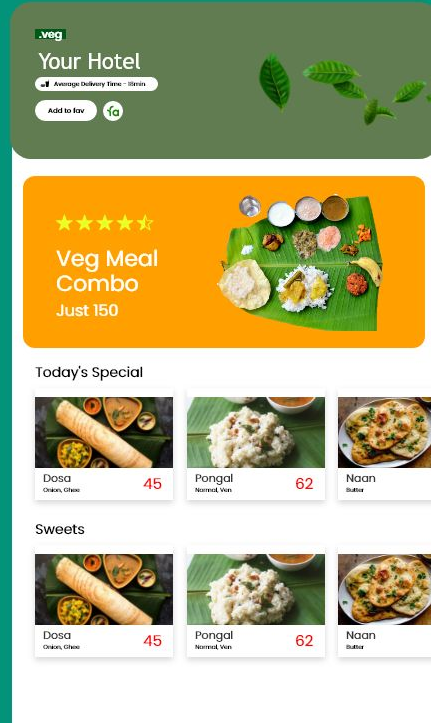 .veg
Your Hotel
Average Delivery Time - 18min
Add to fav
Veg Meal
Combo
Just 150
Today's Special
Dosa
Onion, Ghee
45
Pongal
Normal, Ven
62
Naan
Butter
Sweets
Dosa
Onion, Ghee
45
Pongal
Normal, Ven
62
Naan
Butter